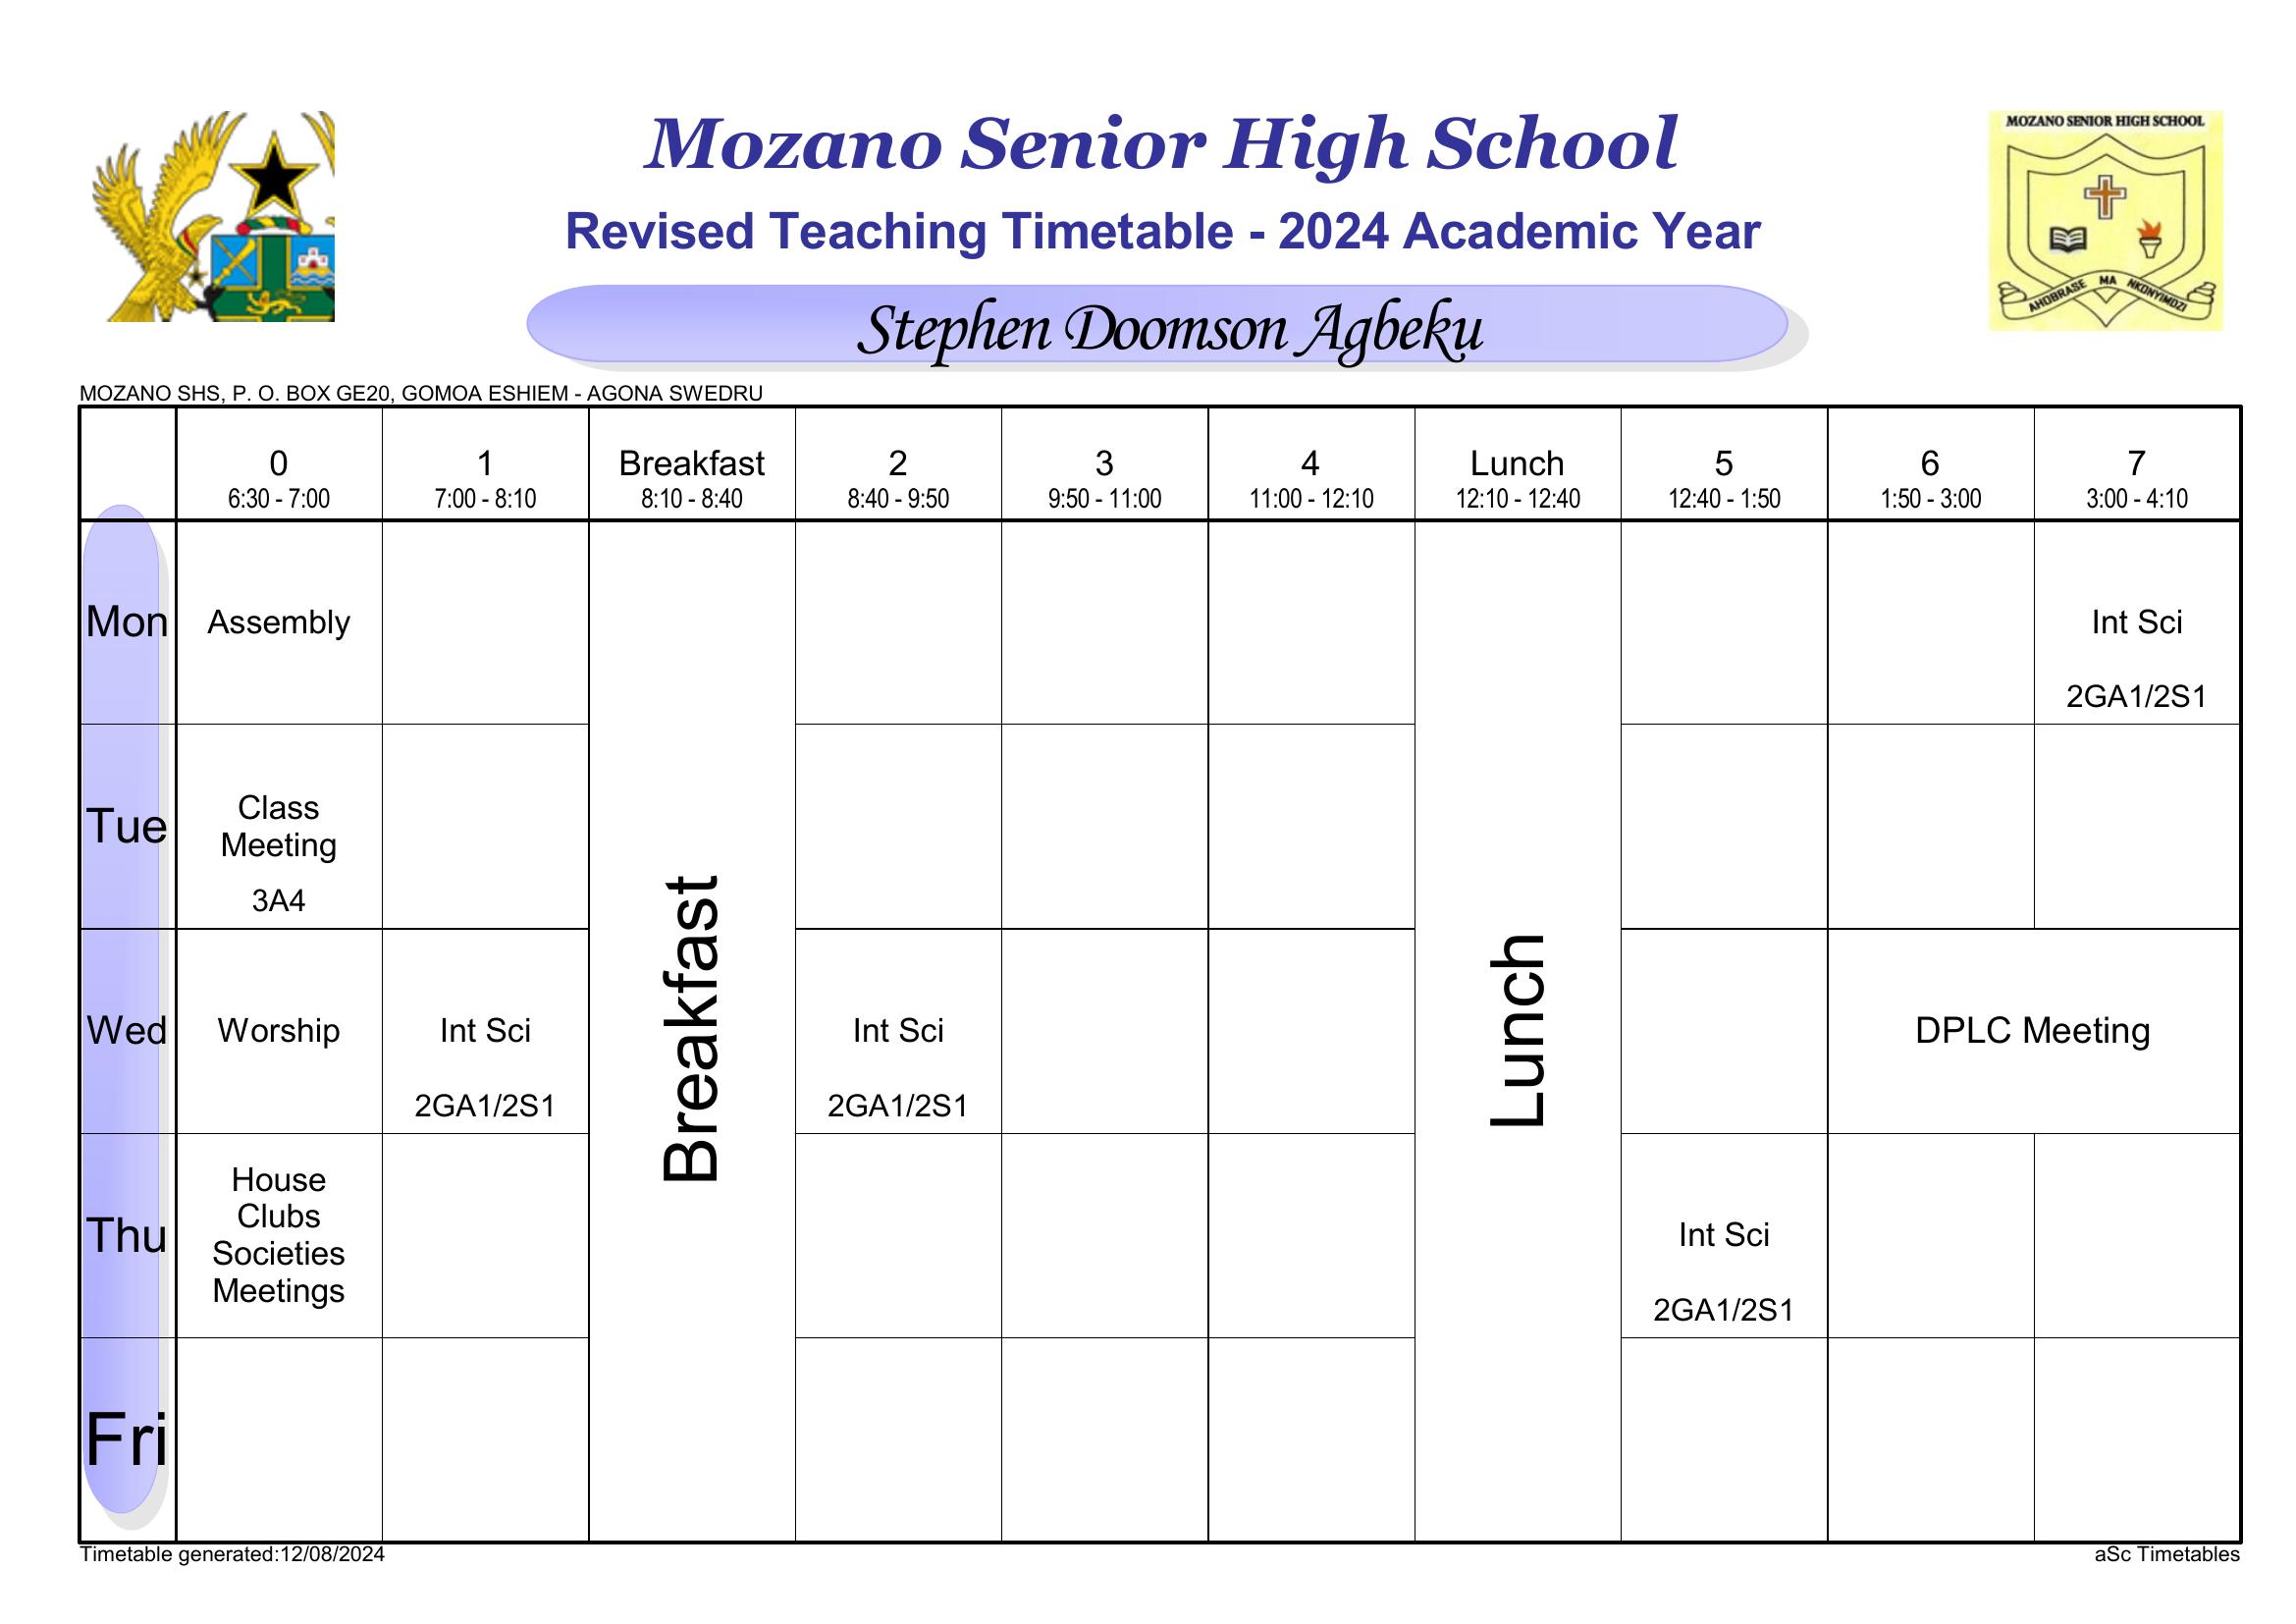 Mozano Senior High School
Revised Teaching Timetable - 2024 Academic Year
Stephen Doomson Agbeku
MOZANO SENIOR HIGH SCHOOL
AHOBRASE MA NKONYIMDZI
MOZANO SHS, P. O. BOX GE20, GOMOA ESHIEM - AGONA SWEDRU
0 1 Breakfast 2 3 4 Lunch 5 6 7
6:30 - 7:00 7:00 - 8:10 8:10 - 8:40 8:40 - 9:50 9:50 - 11:00 11:00 - 12:10 12:10 - 12:40 12:40 - 1:50 1:50 - 3:00 3:00 - 4:10
Mon Assembly Int Sci
2GA1/2S1
Tue Class
Meeting
3A4
Breakfast
Lunch
Wed Worship Int Sci Int Sci DPLC Meeting
2GA1/2S1 2GA1/2S1
Thu House
Clubs
Societies
Meetings
Int Sci
2GA1/2S1
Fri
Timetable generated:12/08/2024 aSc Timetables